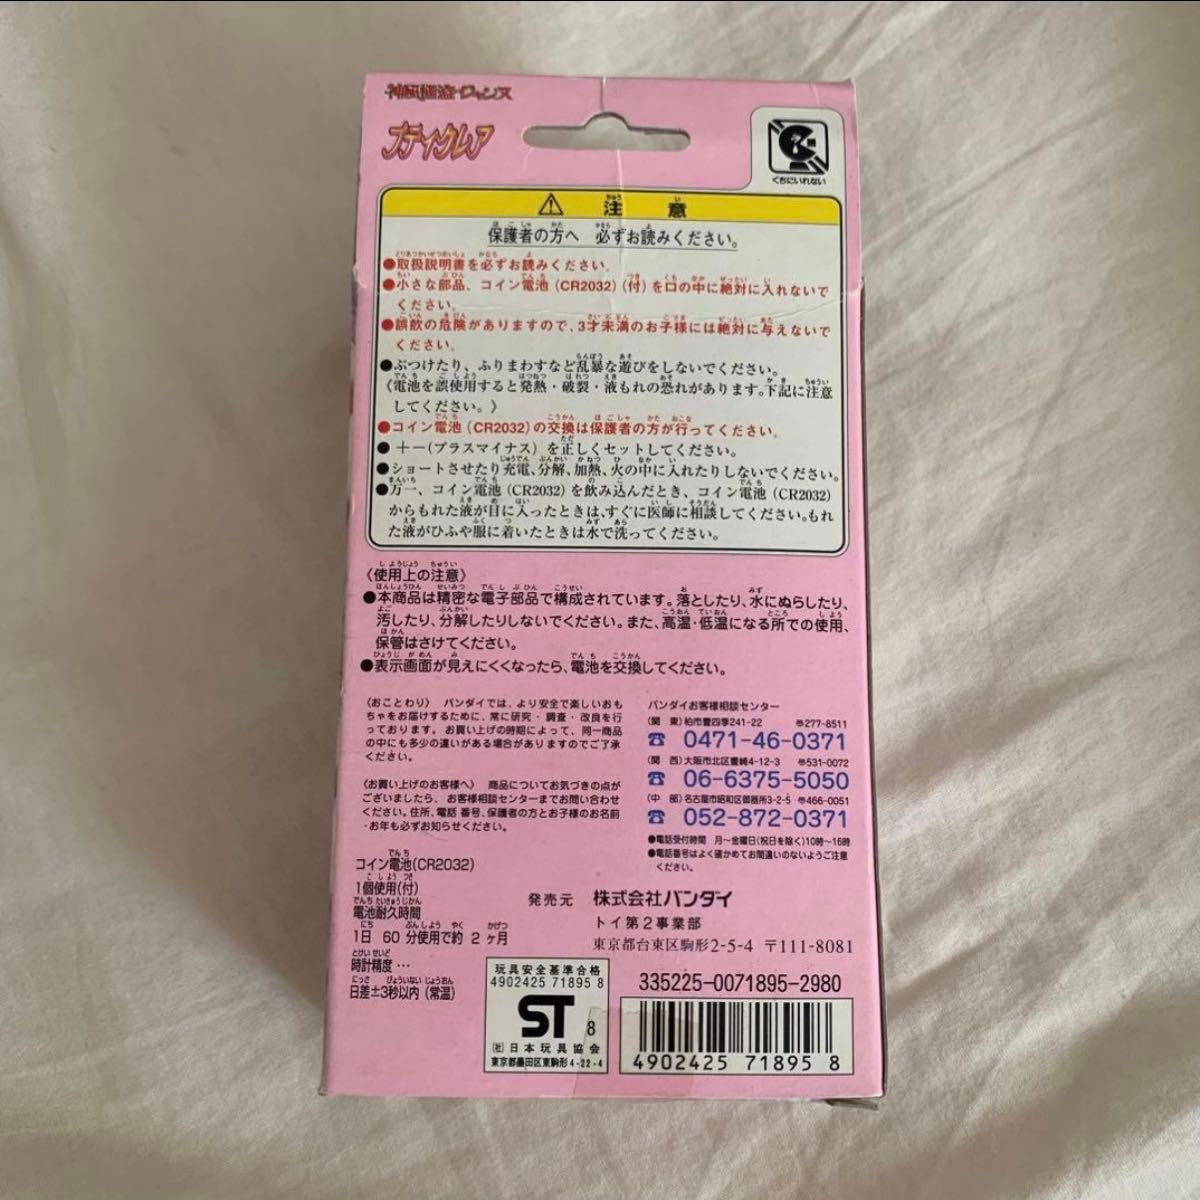 神風怪盗ジャンヌ
プティクレア
くちにいれない
注意
保護者の方へ 必ずお読みください。
●取扱説明書を必ずお読みください。
●小さな部品、コイン電池(CR2032)(付)を口の中に絶対に入れないで
ください。
●誤飲の危険がありますので、3才未満のお子様には絶対に与えないで
ください。
●ぶつけたり、ふりまわすなど乱暴な遊びをしないでください。
《電池を誤使用すると発熱・破裂・液もれの恐れがあります。下記に注意
してください。》
●コイン電池(CR2032)の交換は保護者の方が行ってください。
●＋−(プラスマイナス)を正しくセットしてください。
●ショートさせたり充電、分解、加熱、火の中に入れたりしないでください。
●万一、コイン電池(CR2032)を飲み込んだとき、コイン電池(CR2032)
からもれた液が目に入ったときは、すぐに医師に相談してください。もれ
た液がひふや服に着いたときは水で洗ってください。
〈使用上の注意〉
●本商品は精密な電子部品で構成されています。落としたり、水にぬらしたり、
汚したり、分解したりしないでください。また、高温・低温になる所での使用、
保管はさけてください。
●表示画面が見えにくくなったら、電池を交換してください。
〈おことわり〉 バンダイでは、より安全で楽しいおも
ちゃをお届けするために、常に研究・調査・改良を行
っております。お買い上げの時期によって、同一商品
の中にも多少の違いがある場合がありますのでご了承
ください。
〈お買い上げのお客様へ〉 商品についてお気づきの点が
ございましたら、お客様相談センターまでお問い合わせ
ください。住所、電話番号、保護者の方とお子様のお名前
・お年も必ずお知らせください。
バンダイお客様相談センター
(関 東)柏市豊四季241-22 〒277-8511
☎ 0471-46-0371
(関 西)大阪市北区豊崎4-12-3 〒531-0072
☎ 06-6375-5050
(中 部)名古屋市昭和区御器所3-2-5 〒466-0051
☎ 052-872-0371
●電話受付時間 月〜金曜日(祝日を除く)10時〜16時
●電話番号はよく確かめてお間違いのないようご注意
ください。
コイン電池(CR2032)
1個使用(付)
電池耐久時間
1日 60 分使用で約 2 ヶ月
時計精度…
日差±3秒以内(常温)
発売元 株式会社バンダイ
トイ第2事業部
東京都台東区駒形2-5-4 〒111-8081
玩具安全基準合格
4902425 71895 8
ST 8
(社)日本玩具協会
東京都墨田区東駒形4-22-4
335225-0071895-2980
4902425 71895 8